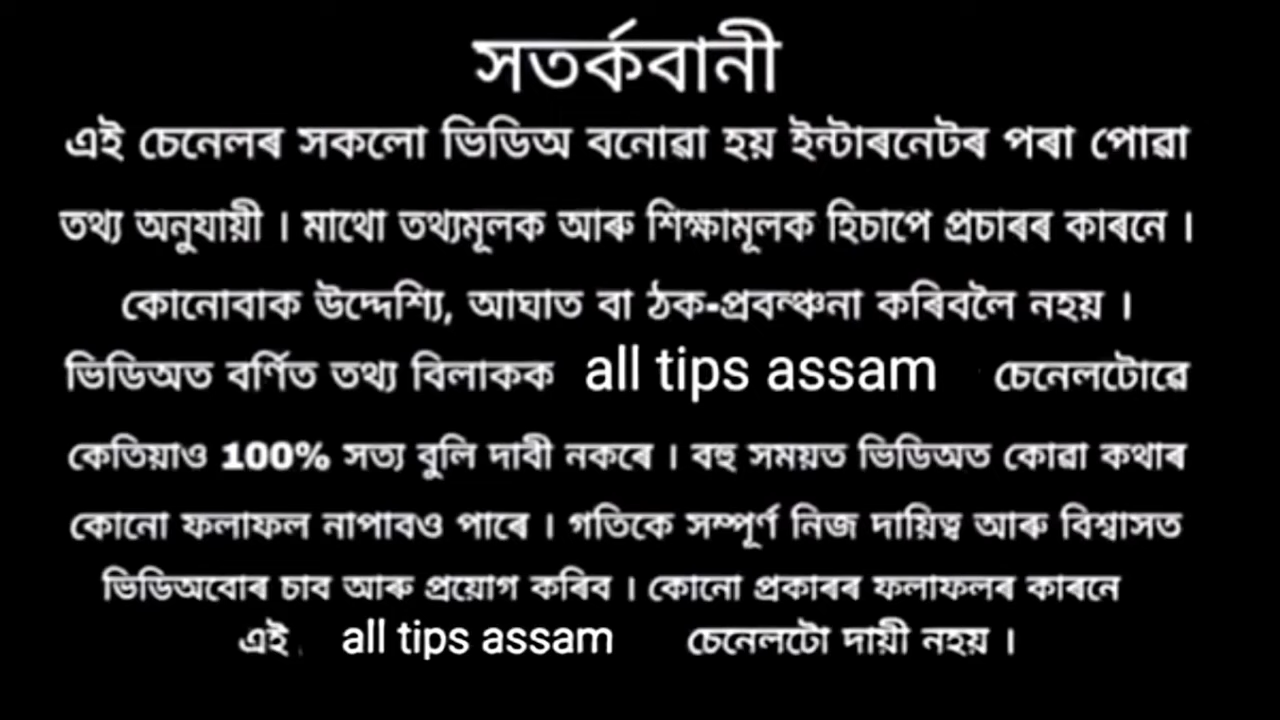 সতৰ্কবানী
এই চেনেলৰ সকলো ভিডিঅ বনোৱা হয় ইন্টাৰনেটৰ পৰা পোৱা
তথ্য অনুযায়ী । মাথো তথ্যমূলক আৰু শিক্ষামূলক হিচাপে প্ৰচাৰৰ কাৰনে ।
কোনোবাক উদ্দেশ্যি, আঘাত বা ঠক-প্ৰবন্ঞ্চনা কৰিবলৈ নহয় ।
ভিডিঅত বৰ্ণিত তথ্য বিলাকক all tips assam চেনেলটোৱে
কেতিয়াও 100% সত্য বুলি দাবী নকৰে । বহু সময়ত ভিডিঅত কোৱা কথাৰ
কোনো ফলাফল নাপাবও পাৰে । গতিকে সম্পূৰ্ণ নিজ দায়িত্ব আৰু বিশ্বাসত
ভিডিঅবোৰ চাব আৰু প্ৰয়োগ কৰিব । কোনো প্ৰকাৰৰ ফলাফলৰ কাৰনে
এই all tips assam চেনেলটো দায়ী নহয় ।